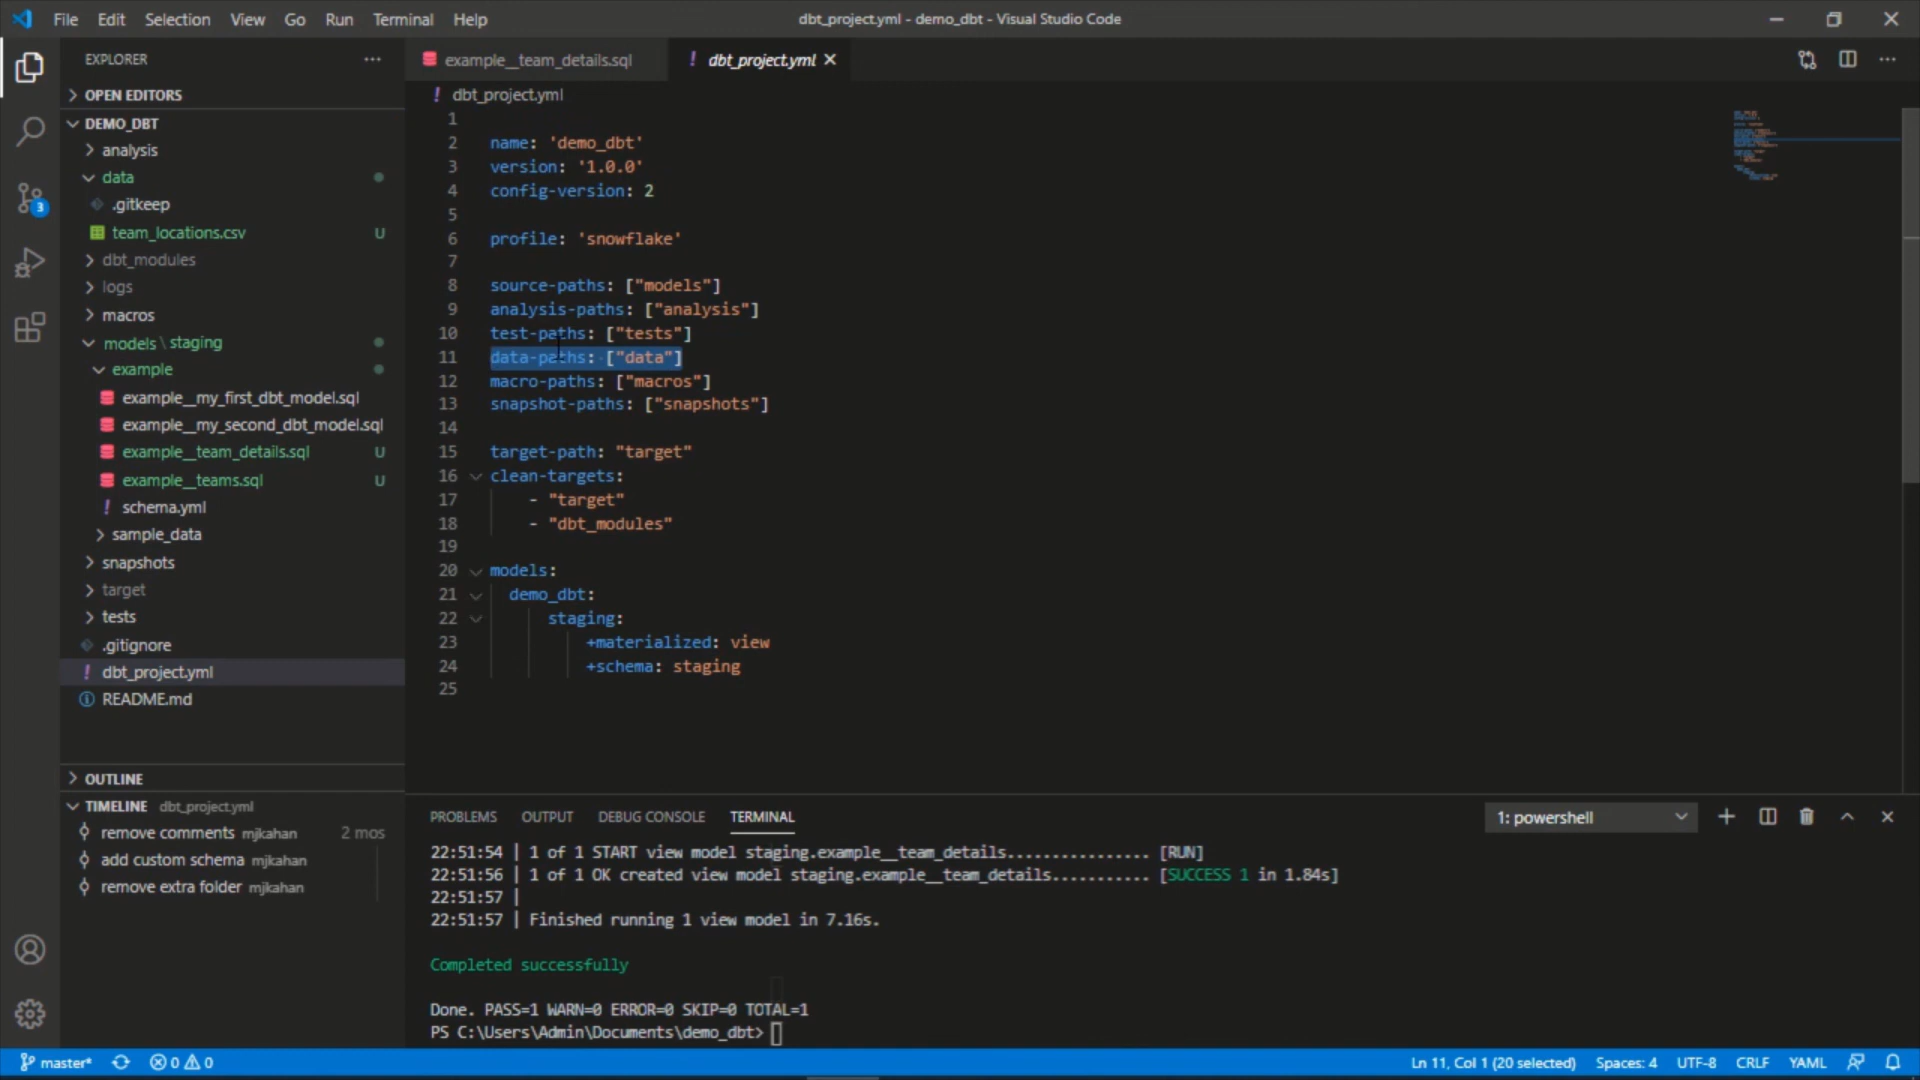 File Edit Selection View Go Run Terminal Help
dbt_project.yml - demo_dbt - Visual Studio Code
EXPLORER
OPEN EDITORS
DEMO_DBT
analysis
data
.gitkeep
team_locations.csv U
dbt_modules
logs
macros
models \ staging
example
example__my_first_dbt_model.sql
example__my_second_dbt_model.sql
example__team_details.sql U
example__teams.sql U
schema.yml
sample_data
snapshots
target
tests
.gitignore
dbt_project.yml
README.md
OUTLINE
TIMELINE dbt_project.yml
remove comments mjkahan 2 mos
add custom schema mjkahan
remove extra folder mjkahan
3
example__team_details.sql
dbt_project.yml
dbt_project.yml
1
2 name: 'demo_dbt'
3 version: '1.0.0'
4 config-version: 2
5
6 profile: 'snowflake'
7
8 source-paths: ["models"]
9 analysis-paths: ["analysis"]
10 test-paths: ["tests"]
11 data-paths: ["data"]
12 macro-paths: ["macros"]
13 snapshot-paths: ["snapshots"]
14
15 target-path: "target"
16 clean-targets:
17 - "target"
18 - "dbt_modules"
19
20 models:
21 demo_dbt:
22 staging:
23 +materialized: view
24 +schema: staging
25
PROBLEMS OUTPUT DEBUG CONSOLE TERMINAL
1: powershell
22:51:54 | 1 of 1 START view model staging.example__team_details................ [RUN]
22:51:56 | 1 of 1 OK created view model staging.example__team_details........... [SUCCESS 1 in 1.84s]
22:51:57 |
22:51:57 | Finished running 1 view model in 7.16s.
Completed successfully
Done. PASS=1 WARN=0 ERROR=0 SKIP=0 TOTAL=1
PS C:\Users\Admin\Documents\demo_dbt>
master* 0 0
Ln 11, Col 1 (20 selected) Spaces: 4 UTF-8 CRLF YAML